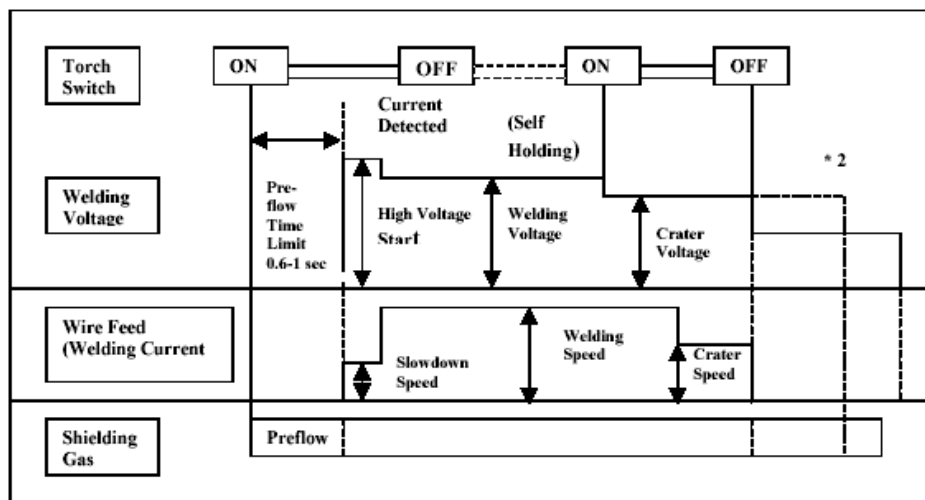 Torch
Switch
ON
OFF
ON
OFF
Current
Detected
(Self
Holding)
* 2
Welding
Voltage
Pre-
flow
Time
Limit
0.6-1 sec
High Voltage
Start
Welding
Voltage
Crater
Voltage
Wire Feed
(Welding Current
Slowdown
Speed
Welding
Speed
Crater
Speed
Shielding
Gas
Preflow